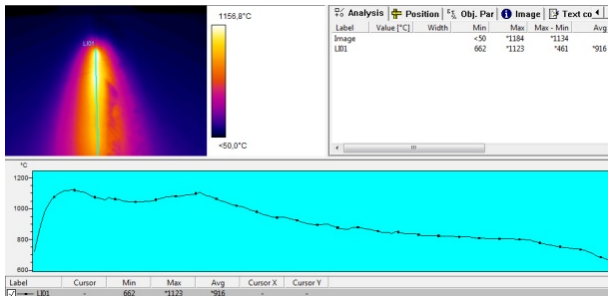 1156,8°C
LI01
<50,0°C
Analysis Position Obj. Par Image Text co
Label Value [°C] Width Min Max Max - Min Avg
Image <50 *1184 *1134
LI01 662 *1123 *461 *916
°C
1200
1000
800
600
Label Cursor Min Max Avg Cursor X Cursor Y
LI01 - 662 *1123 *916 - -